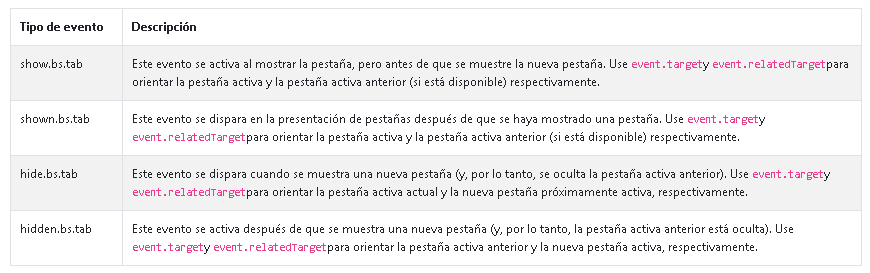 Tipo de evento Descripción
show.bs.tab Este evento se activa al mostrar la pestaña, pero antes de que se muestre la nueva pestaña. Use event.targety event.relatedTargetpara
orientar la pestaña activa y la pestaña activa anterior (si está disponible) respectivamente.
shown.bs.tab Este evento se dispara en la presentación de pestañas después de que se haya mostrado una pestaña. Use event.targety
event.relatedTargetpara orientar la pestaña activa y la pestaña activa anterior (si está disponible) respectivamente.
hide.bs.tab Este evento se dispara cuando se muestra una nueva pestaña (y, por lo tanto, se oculta la pestaña activa anterior). Use event.targety
event.relatedTargetpara orientar la pestaña activa actual y la nueva pestaña próximamente activa, respectivamente.
hidden.bs.tab Este evento se activa después de que se muestra una nueva pestaña (y, por lo tanto, la pestaña activa anterior está oculta). Use
event.targety event.relatedTargetpara orientar la pestaña activa anterior y la nueva pestaña activa, respectivamente.